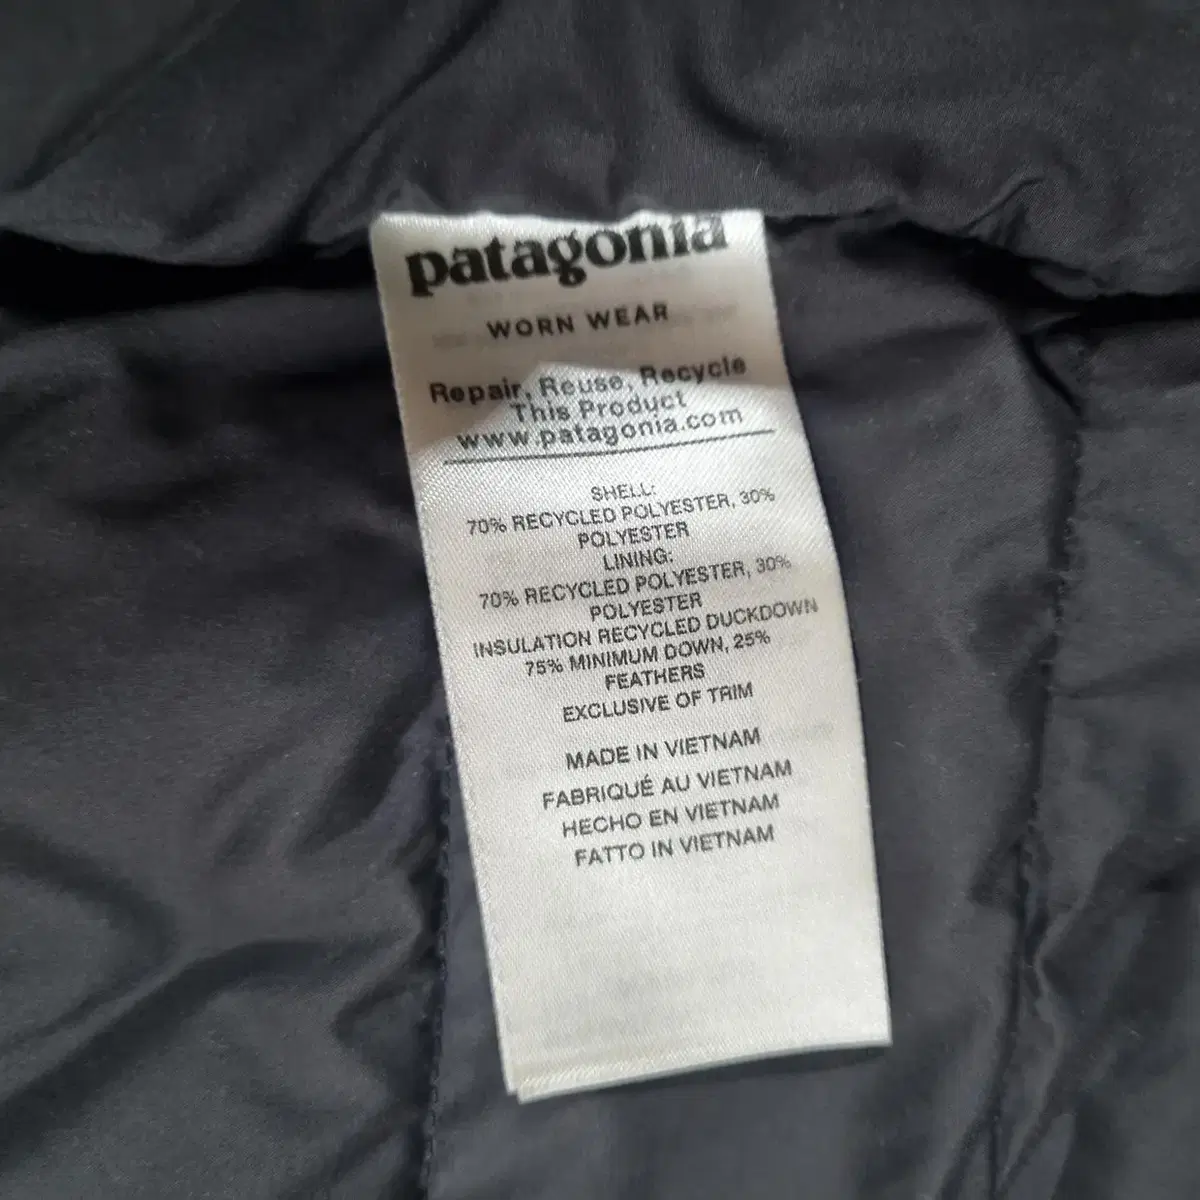 patagonia
WORN WEAR
Repair, Reuse, Recycle
This Product
www.patagonia.com
SHELL:
70% RECYCLED POLYESTER, 30%
POLYESTER
LINING:
70% RECYCLED POLYESTER, 30%
POLYESTER
INSULATION RECYCLED DUCKDOWN
75% MINIMUM DOWN, 25%
FEATHERS
EXCLUSIVE OF TRIM
MADE IN VIETNAM
FABRIQUÉ AU VIETNAM
HECHO EN VIETNAM
FATTO IN VIETNAM